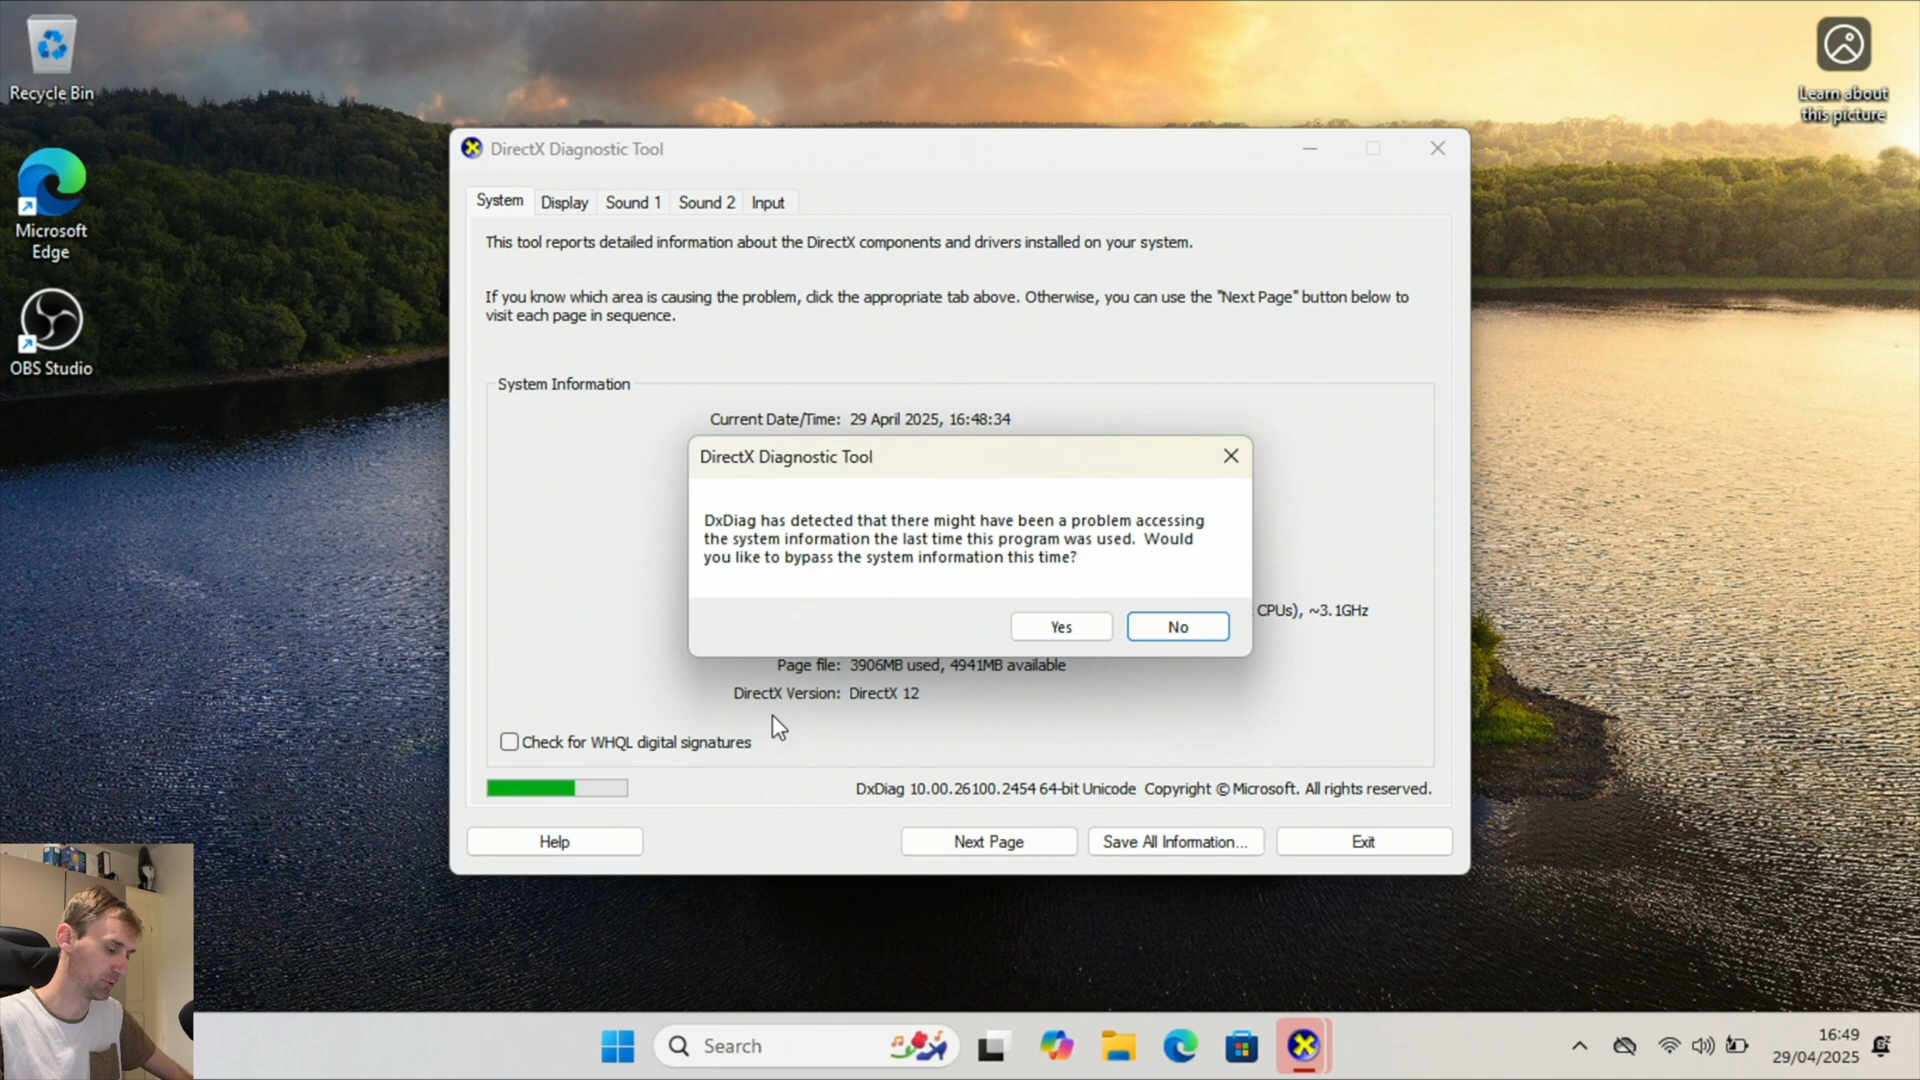 Recycle Bin
Microsoft
Edge
OBS Studio
Learn about
this picture
DirectX Diagnostic Tool
System
Display
Sound 1
Sound 2
Input
This tool reports detailed information about the DirectX components and drivers installed on your system.
If you know which area is causing the problem, click the appropriate tab above. Otherwise, you can use the "Next Page" button below to
visit each page in sequence.
System Information
Current Date/Time: 29 April 2025, 16:48:34
DirectX Diagnostic Tool
DxDiag has detected that there might have been a problem accessing
the system information the last time this program was used. Would
you like to bypass the system information this time?
Yes
No
CPUs), ~3.1GHz
Page file: 3906MB used, 4941MB available
DirectX Version: DirectX 12
Check for WHQL digital signatures
DxDiag 10.00.26100.2454 64-bit Unicode Copyright © Microsoft. All rights reserved.
Help
Next Page
Save All Information...
Exit
Search
16:49
29/04/2025